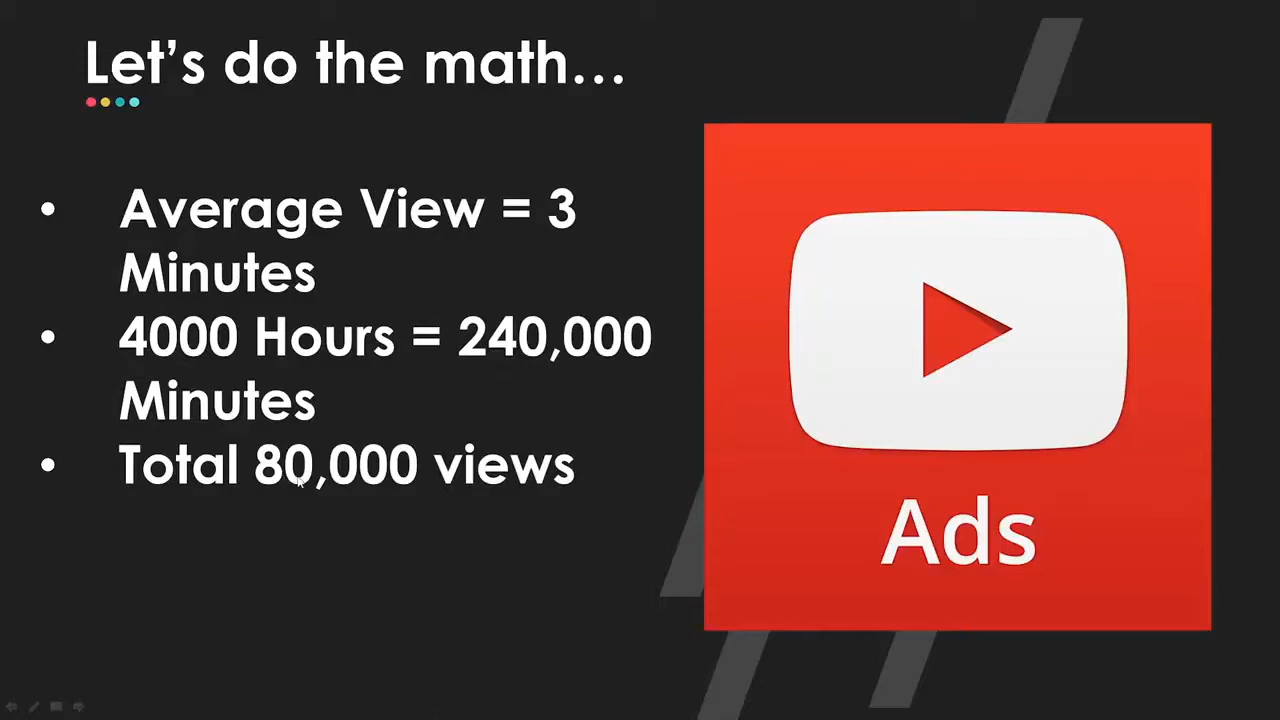 Let's do the math…
• Average View = 3
Minutes
• 4000 Hours = 240,000
Minutes
• Total 80,000 views
Ads